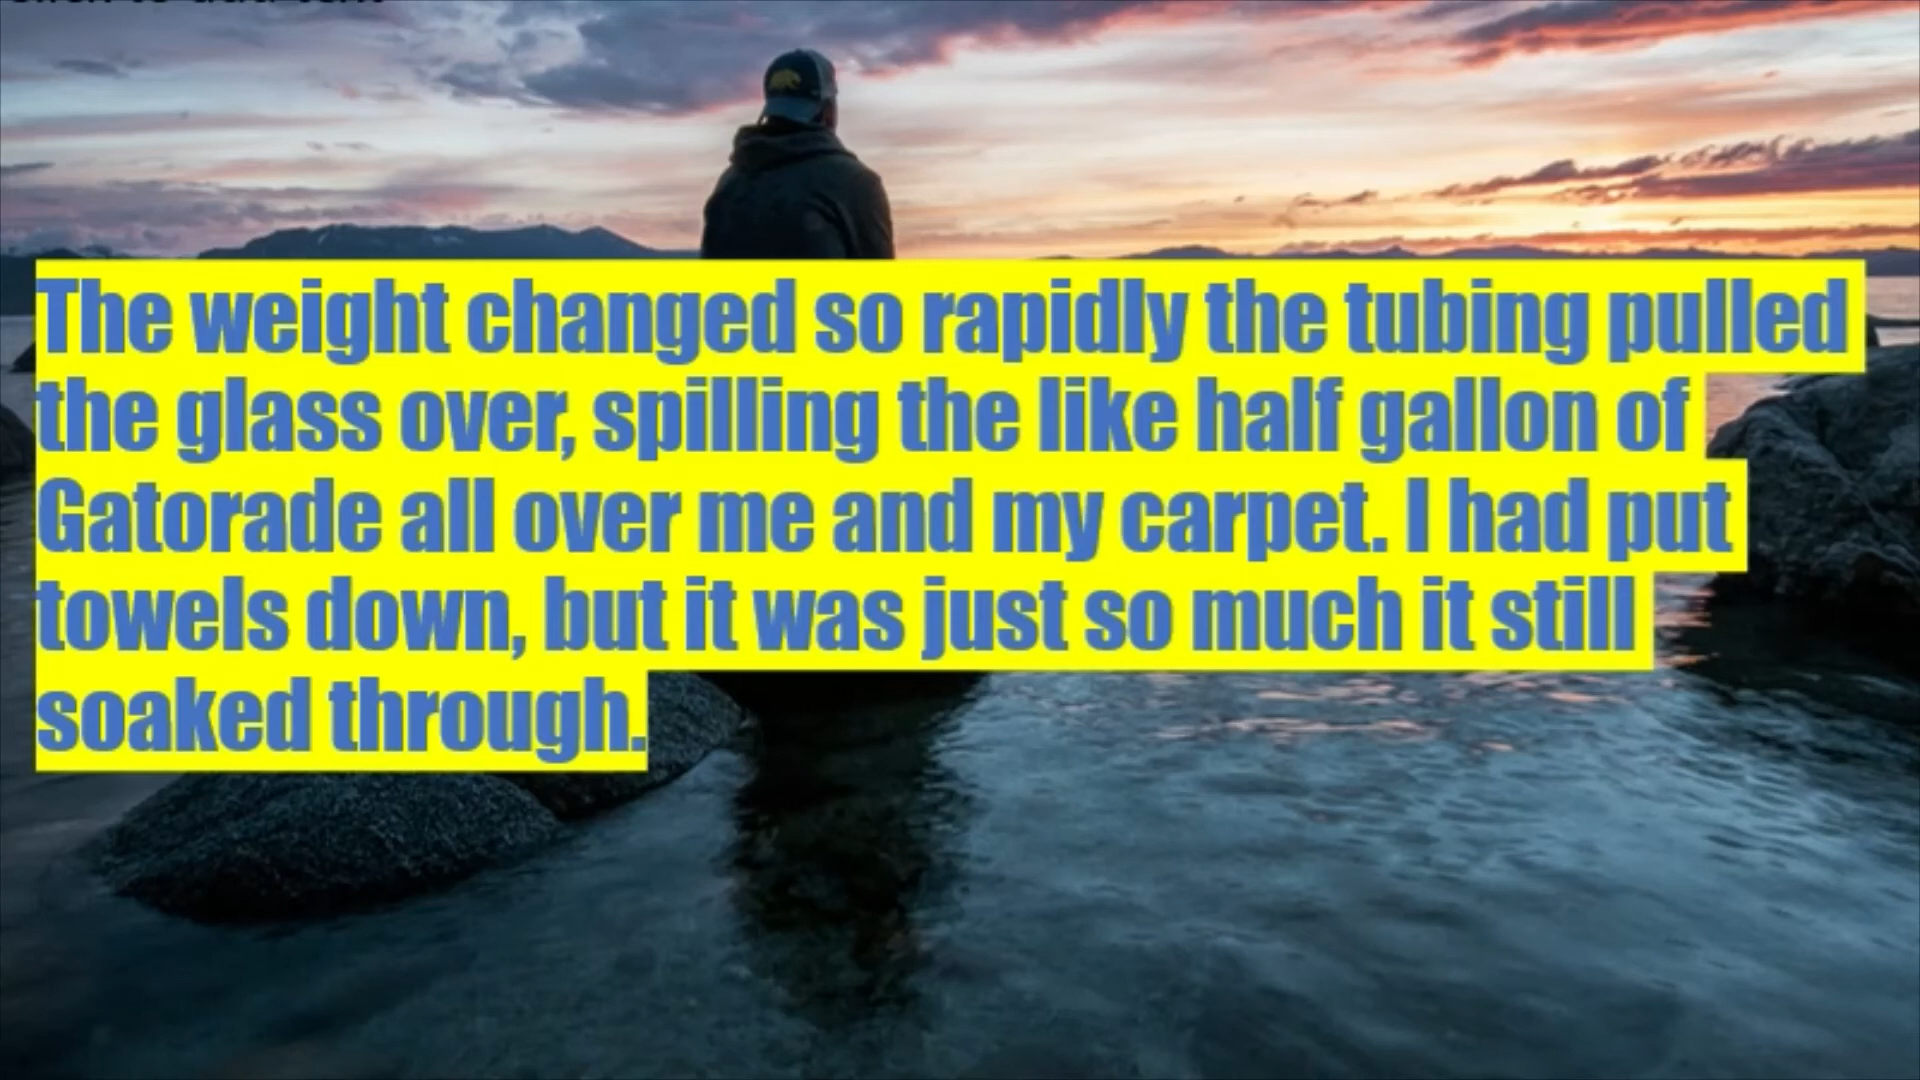 The weight changed so rapidly the tubing pulled
the glass over, spilling the like half gallon of
Gatorade all over me and my carpet. I had put
towels down, but it was just so much it still
soaked through.